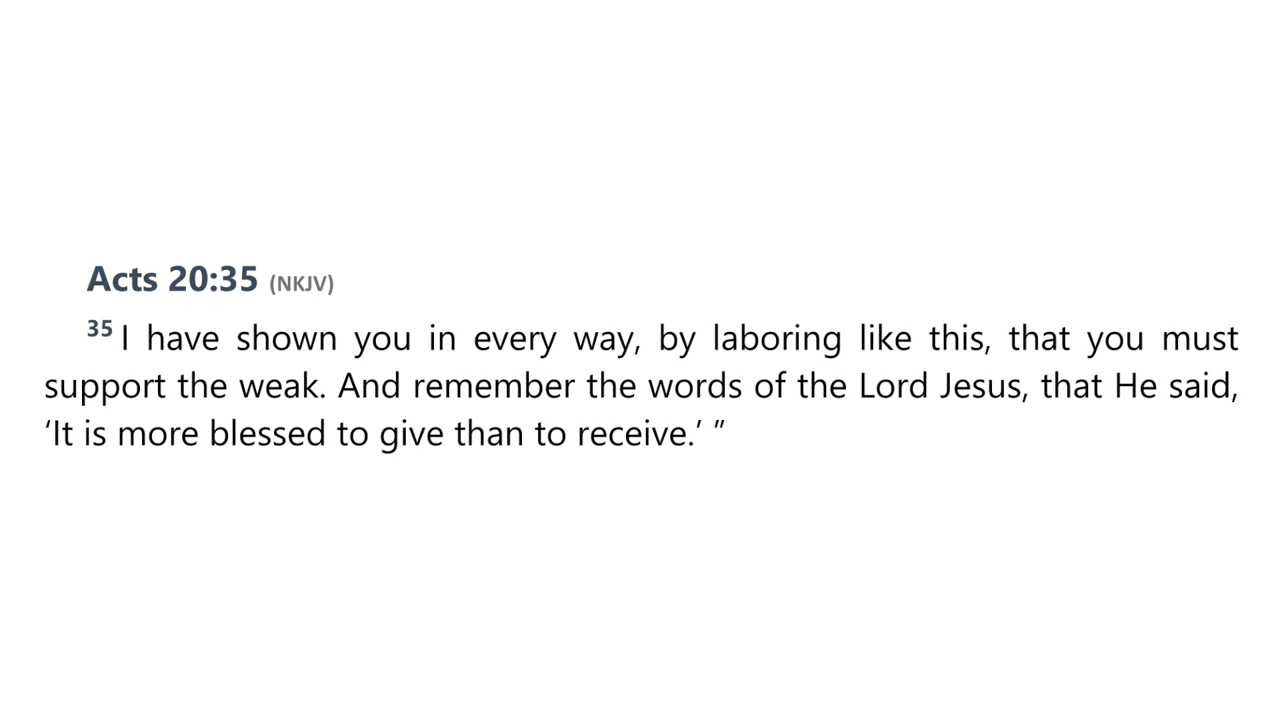 Acts 20:35 (NKJV)
35 I have shown you in every way, by laboring like this, that you must
support the weak. And remember the words of the Lord Jesus, that He said,
‘It is more blessed to give than to receive.’ ”